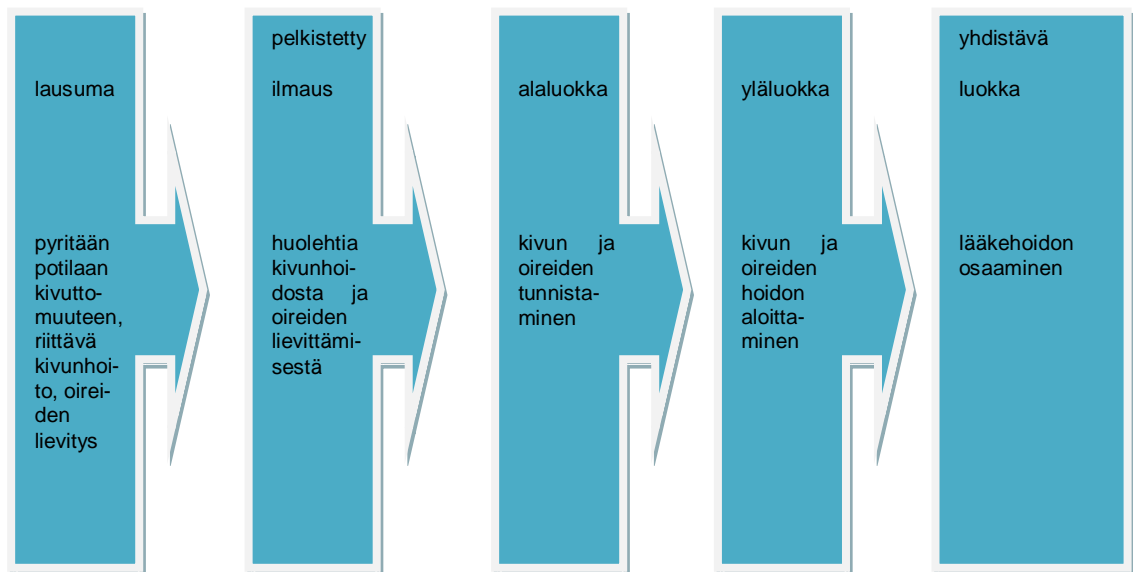 lausuma
pyritään
potilaan
kivutto-
muuteen,
riittävä
kivunhoi-
to, oirei-
den
lievitys
pelkistetty
ilmaus
huolehtia
kivunhoi-
dosta ja
oireiden
lievittämi-
sestä
alaluokka
kivun ja
oireiden
tunnista-
minen
yläluokka
kivun ja
oireiden
hoidon
aloitta-
minen
yhdistävä
luokka
lääkehoidon
osaaminen